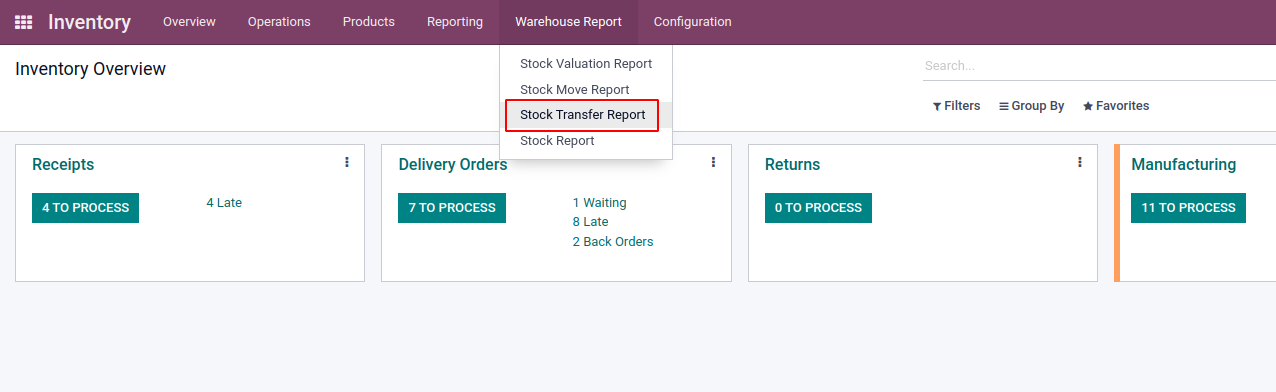 Inventory Overview Operations Products Reporting Warehouse Report Configuration
Stock Valuation Report
Stock Move Report
Stock Transfer Report
Stock Report
Inventory Overview
Search...
Filters Group By Favorites
Receipts
4 TO PROCESS
4 Late
Delivery Orders
7 TO PROCESS
1 Waiting
8 Late
2 Back Orders
Returns
0 TO PROCESS
Manufacturing
11 TO PROCESS